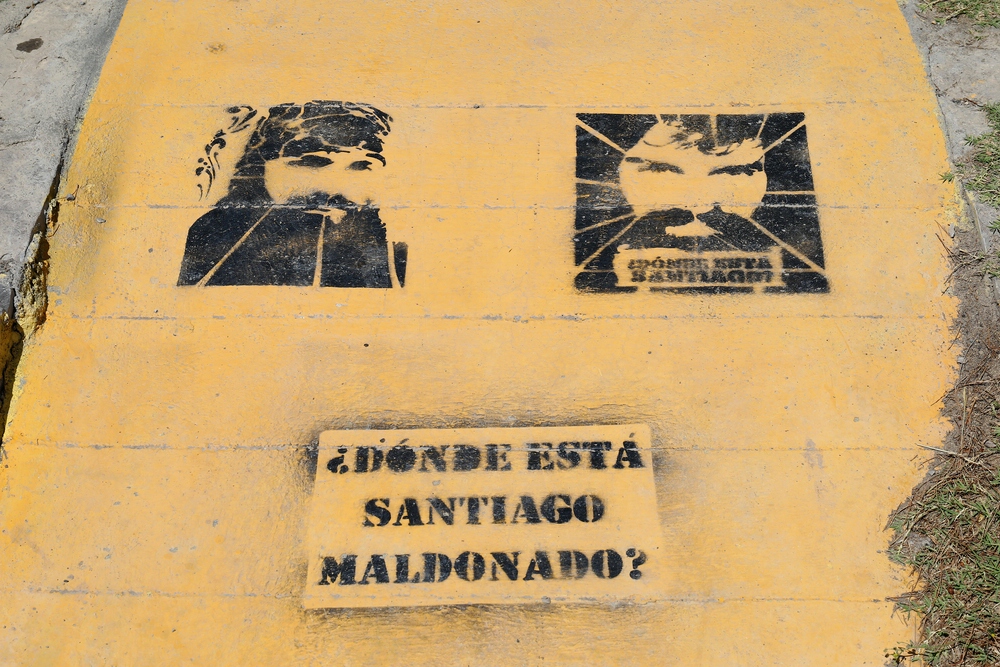 ¿DÓNDE ESTÁ
SANTIAGO?
¿DÓNDE ESTÁ
SANTIAGO
MALDONADO?